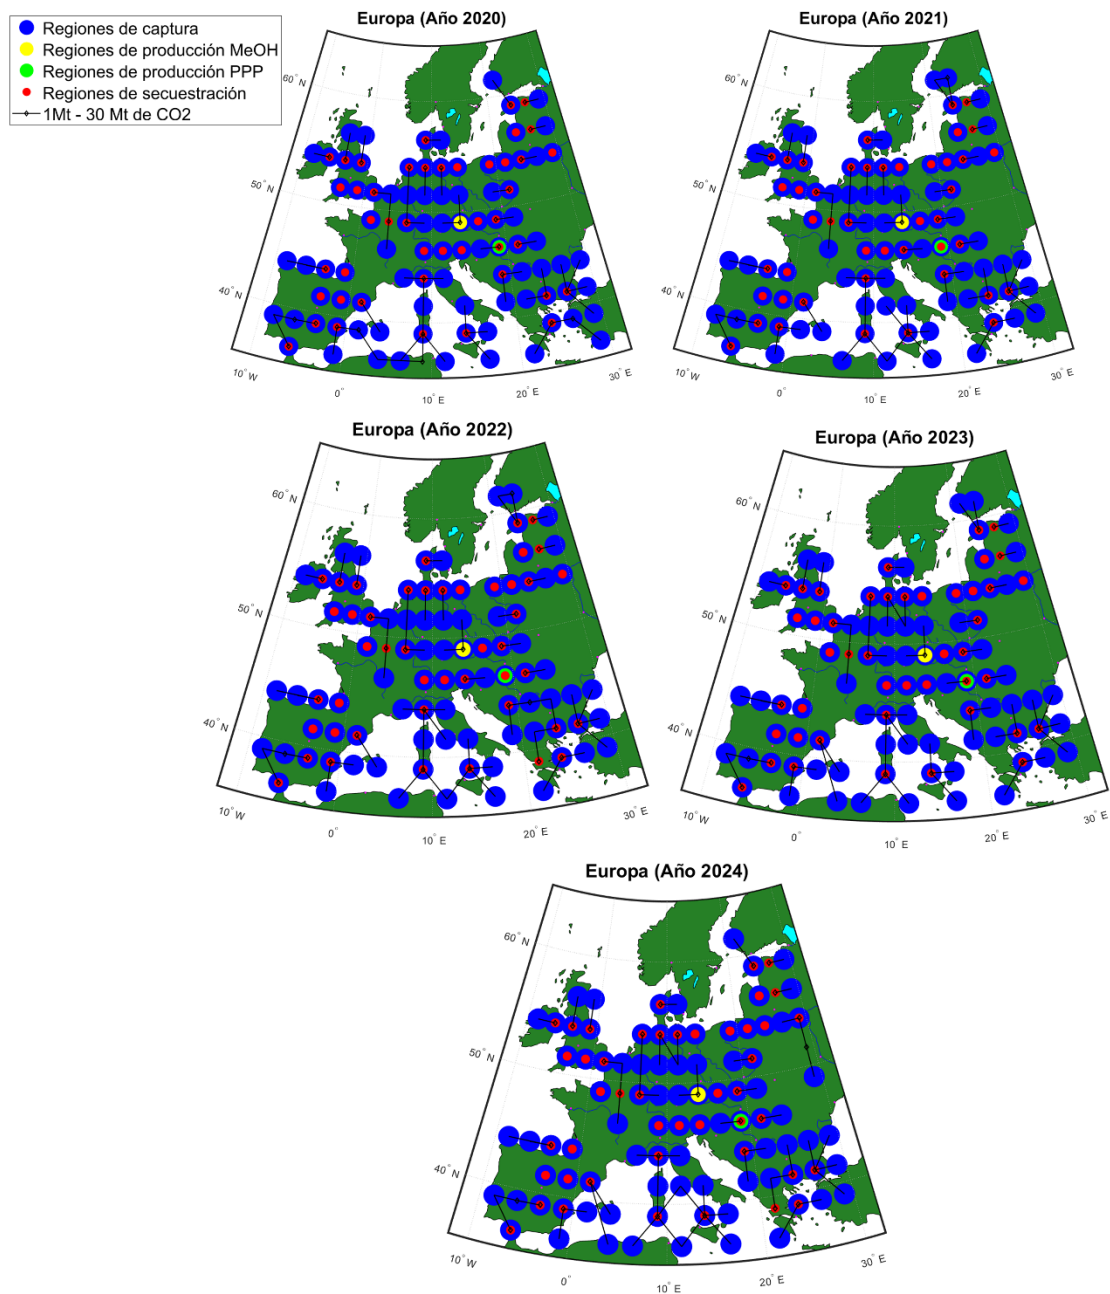 Regiones de captura
Regiones de producción MeOH
Regiones de producción PPP
Regiones de secuestración
1Mt - 30 Mt de CO2
Europa (Año 2020)
60° N
50° N
40° N
10° W
0°
10° E
20° E
30° E
Europa (Año 2021)
60° N
50° N
40° N
10° W
0°
10° E
20° E
30° E
Europa (Año 2022)
60° N
50° N
40° N
10° W
0°
10° E
20° E
30° E
Europa (Año 2023)
60° N
50° N
40° N
10° W
0°
10° E
20° E
30° E
Europa (Año 2024)
60° N
50° N
40° N
10° W
0°
10° E
20° E
30° E